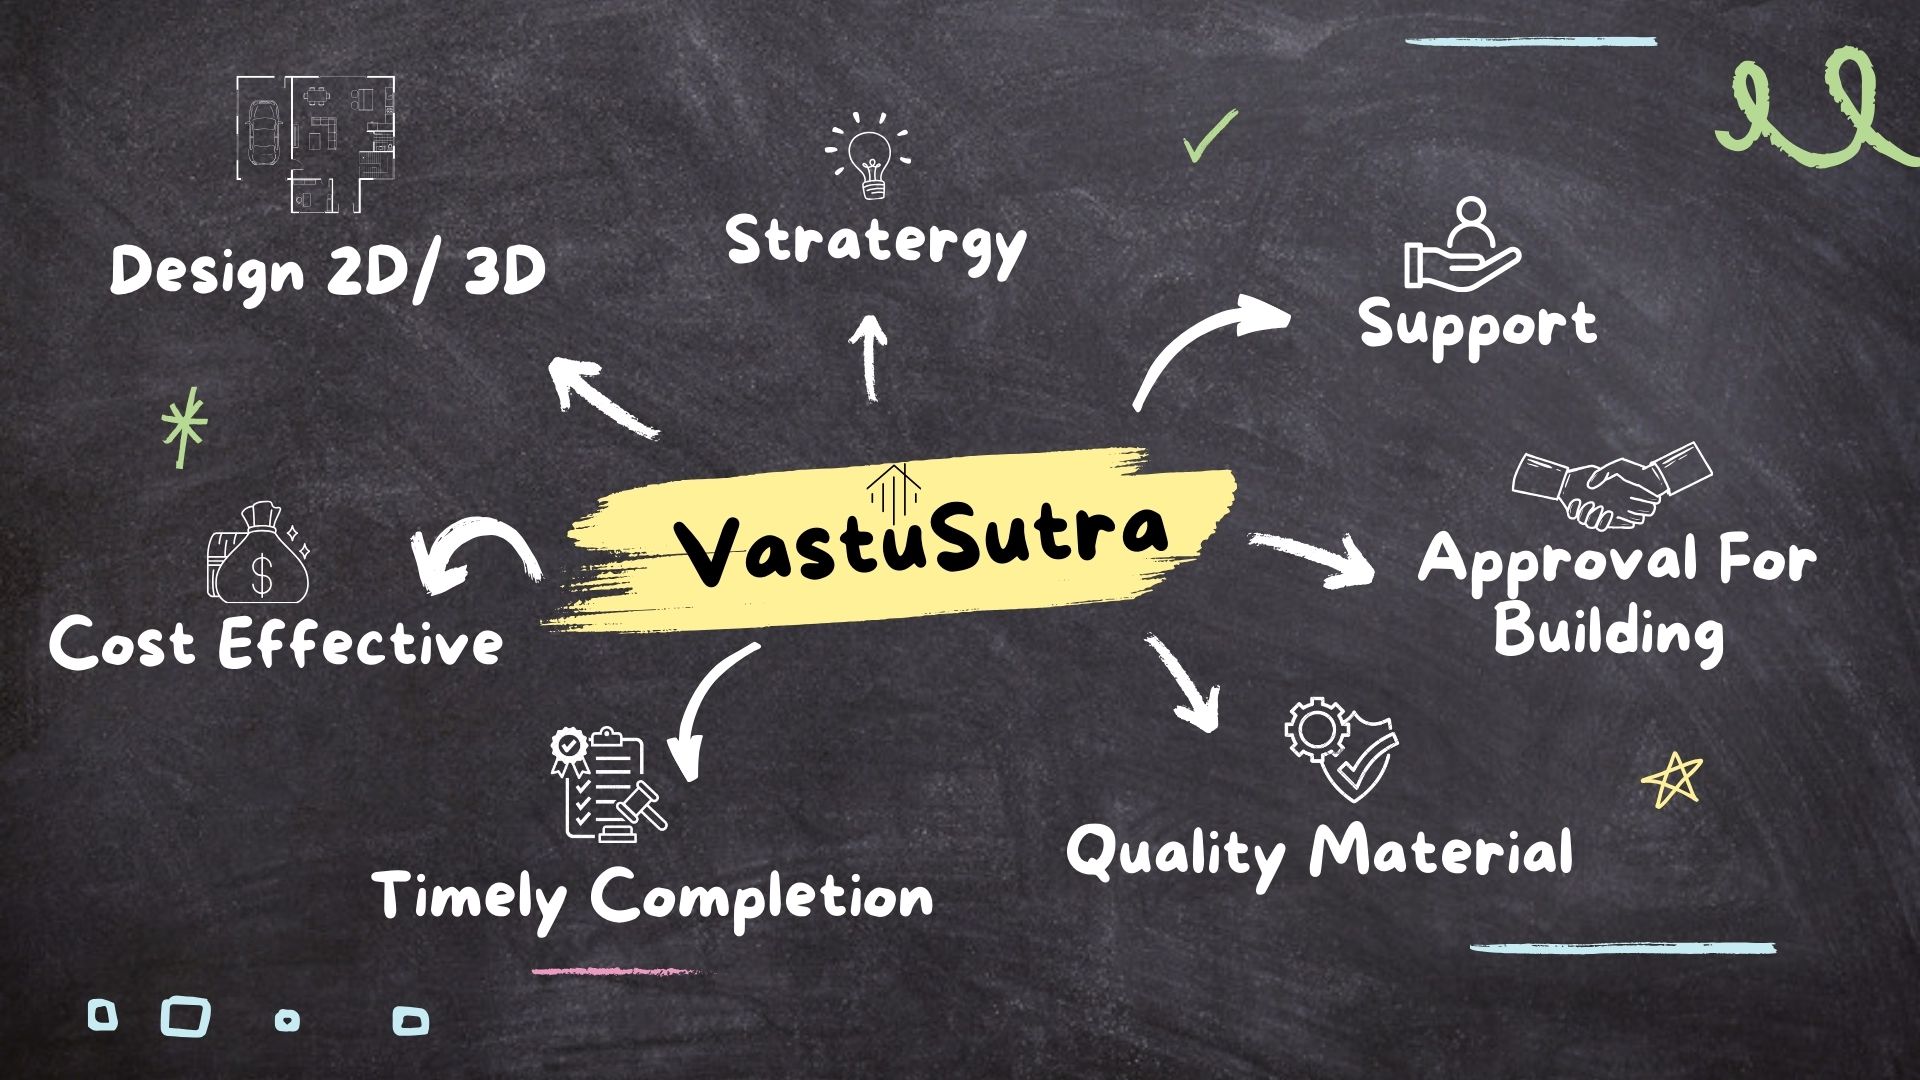 Design 2D/ 3D
Stratergy
Support
VastuSutra
Approval For
Building
Cost Effective
$
Quality Material
Timely Completion